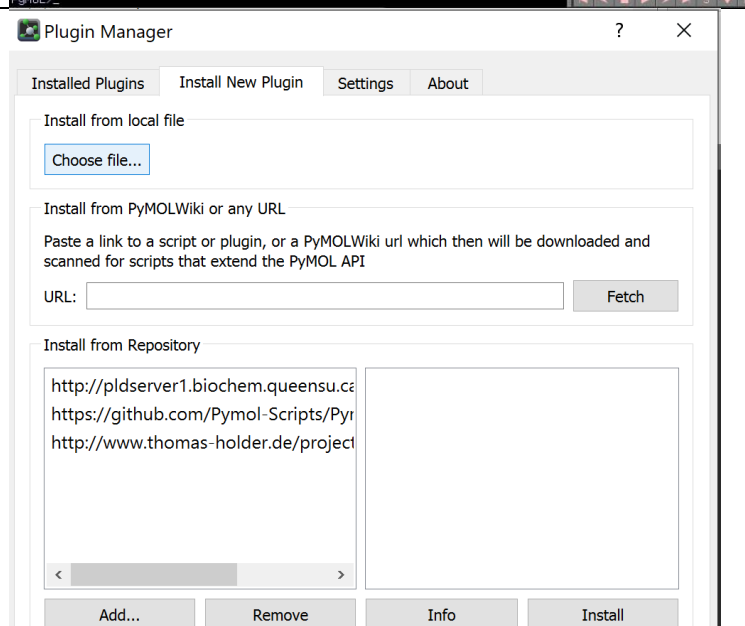 Plugin Manager
?
Installed Plugins
Install New Plugin
Settings
About
Install from local file
Choose file...
Install from PyMOLWiki or any URL
Paste a link to a script or plugin, or a PyMOLWiki url which then will be downloaded and
scanned for scripts that extend the PyMOL API
URL:
Fetch
Install from Repository
http://pldserver1.biochem.queensu.ca
https://github.com/Pymol-Scripts/Pyr
http://www.thomas-holder.de/project
Add...
Remove
Info
Install